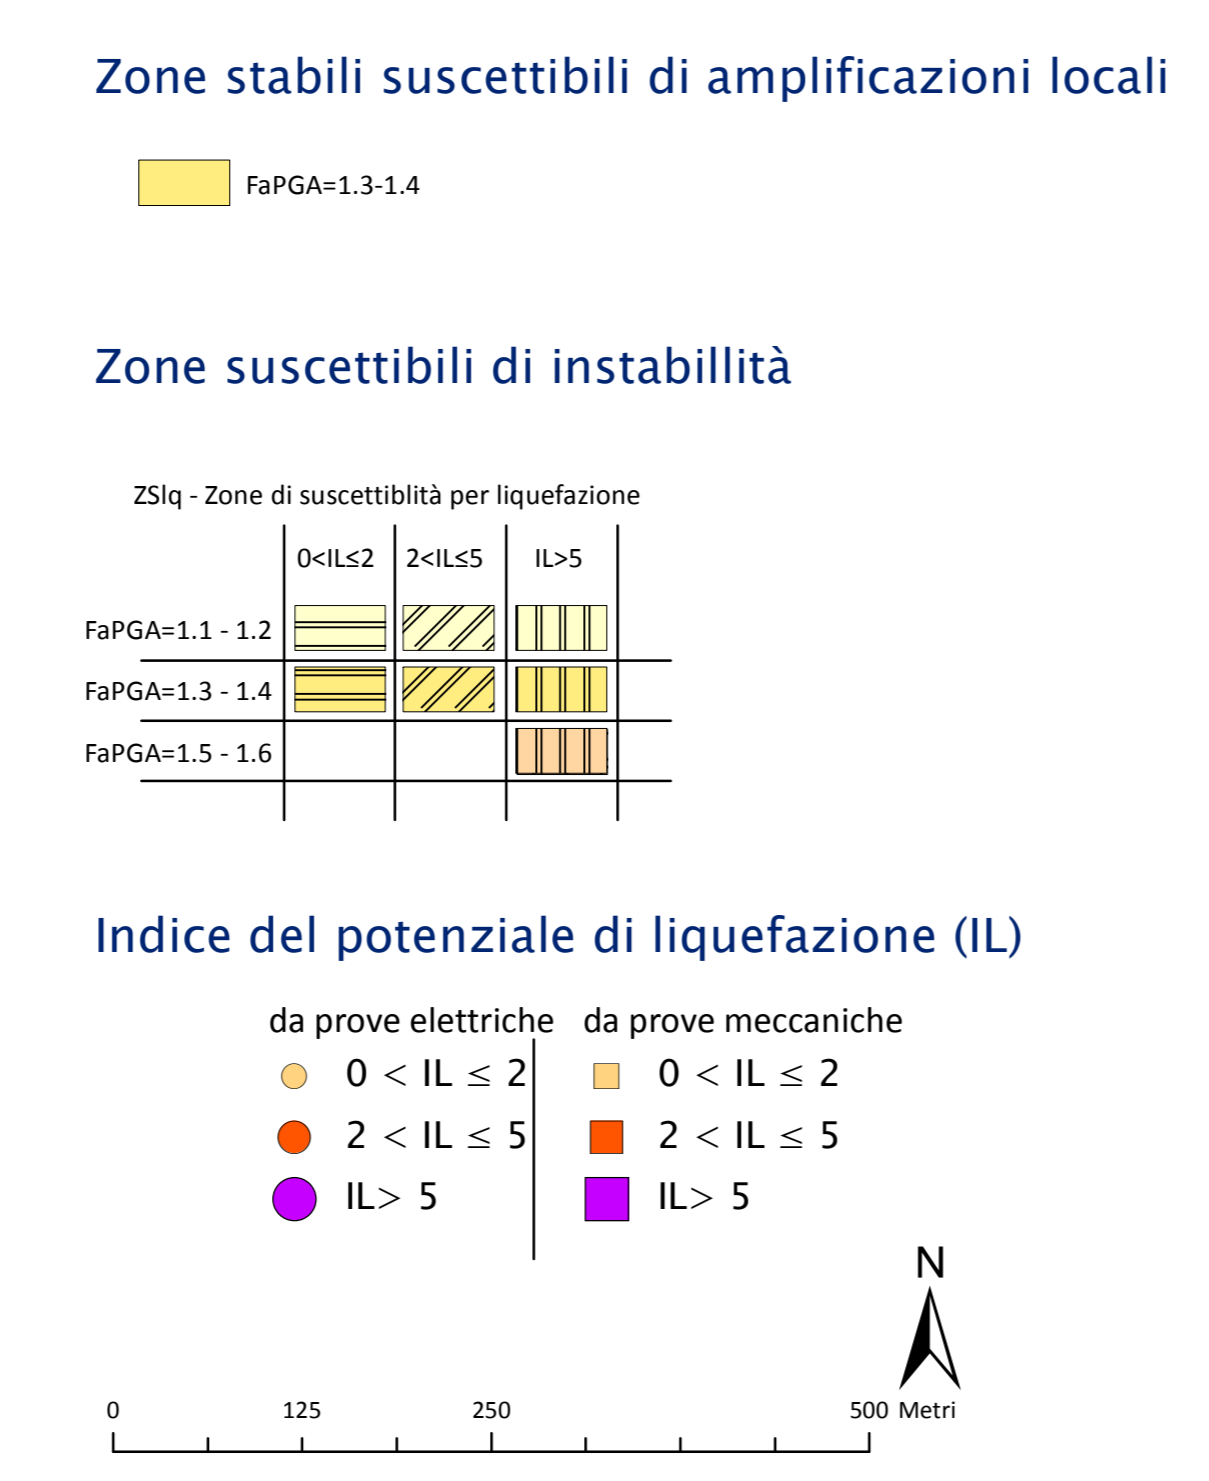 Zone stabili suscettibili di amplificazioni locali
FaPGA=1.3-1.4
Zone suscettibili di instabillità
ZSlq - Zone di suscettiblità per liquefazione
0<IL≤2 2<IL≤5 IL>5
FaPGA=1.1 - 1.2
FaPGA=1.3 - 1.4
FaPGA=1.5 - 1.6
Indice del potenziale di liquefazione (IL)
da prove elettriche da prove meccaniche
0 < IL ≤ 2 0 < IL ≤ 2
2 < IL ≤ 5 2 < IL ≤ 5
IL> 5 IL> 5
N
0 125 250 500 Metri